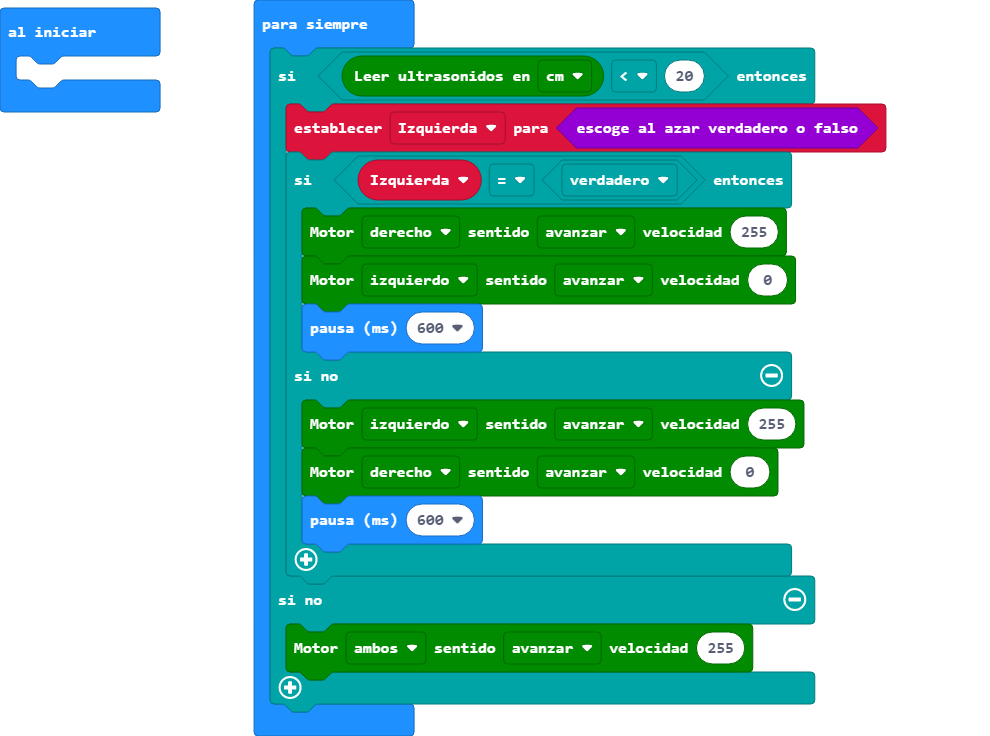 al iniciar
para siempre
si Leer ultrasonidos en cm < 20 entonces
establecer Izquierda para escoge al azar verdadero o falso
si Izquierda = verdadero entonces
Motor derecho sentido avanzar velocidad 255
Motor izquierdo sentido avanzar velocidad 0
pausa (ms) 600
si no
Motor izquierdo sentido avanzar velocidad 255
Motor derecho sentido avanzar velocidad 0
pausa (ms) 600
si no
Motor ambos sentido avanzar velocidad 255